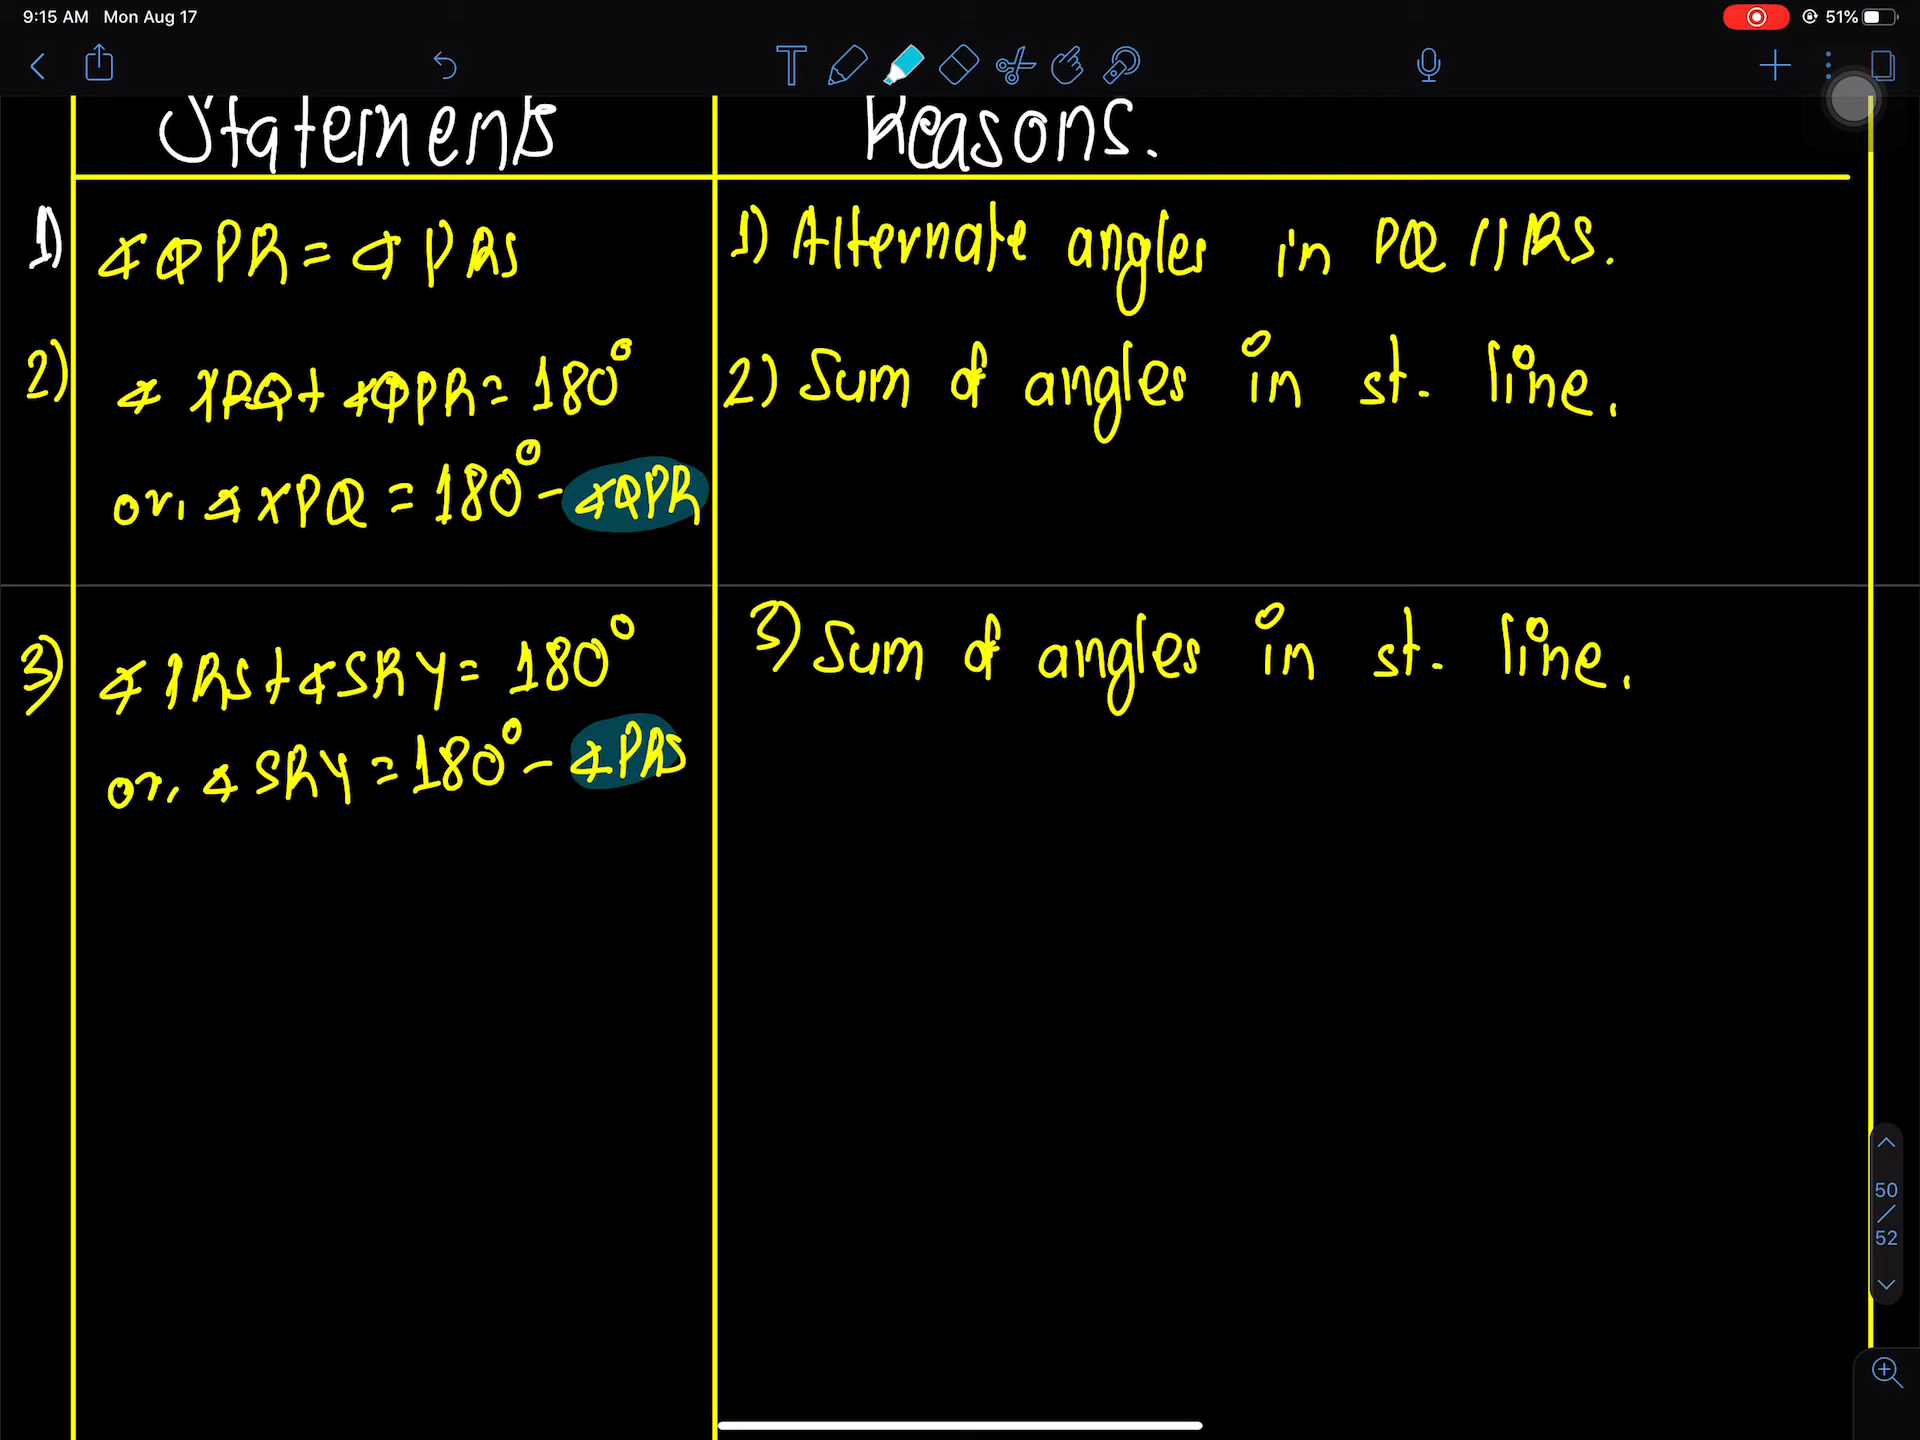 9:15 AM Mon Aug 17
51%
Statements
Reasons.
1) ∡QPR = ∡PRS
1) Alternate angles in PQ // RS.
2) ∡XPQ + ∡QPR = 180°
2) Sum of angles in st. line.
or, ∡XPQ = 180° - ∡QPR
3) ∡PRS + ∡SRY = 180°
3) Sum of angles in st. line.
or, ∡SRY = 180° - ∡PRS
50
/
52